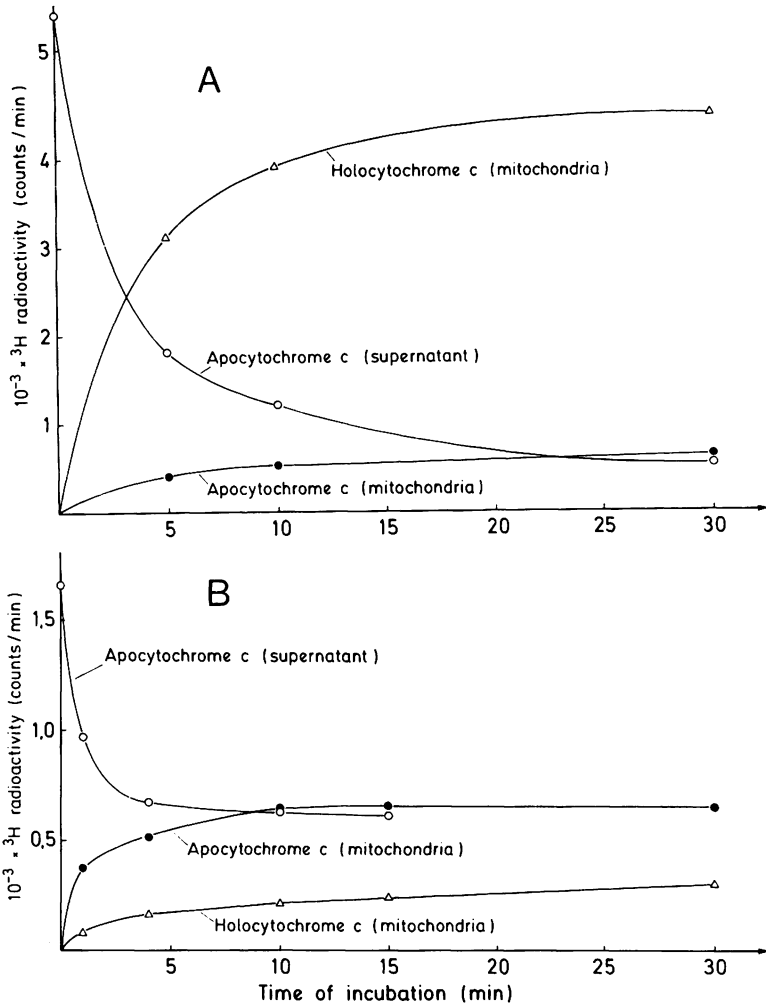 A
10⁻³ × ³H radioactivity (counts/min)
5
4
3
2
1
Holocytochrome c (mitochondria)
Apocytochrome c (supernatant)
Apocytochrome c (mitochondria)
5 10 15 20 25 30
B
10⁻³ × ³H radioactivity (counts/min)
1,5
1,0
0,5
Apocytochrome c (supernatant)
Apocytochrome c (mitochondria)
Holocytochrome c (mitochondria)
5 10 15 20 25 30
Time of incubation (min)